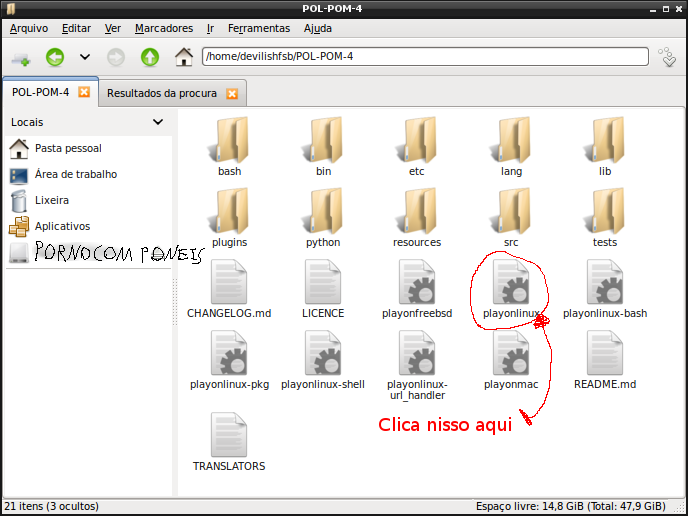 POL-POM-4
Arquivo Editar Ver Marcadores Ir Ferramentas Ajuda
/home/devilishfsb/POL-POM-4
POL-POM-4 Resultados da procura
Locais
Pasta pessoal
Área de trabalho
Lixeira
Aplicativos
PORNOCOM PONEIS
bash bin etc lang lib
plugins python resources src tests
CHANGELOG.md LICENCE playonfreebsd playonlinux playonlinux-bash
playonlinux-pkg playonlinux-shell playonlinux-
url_handler playonmac README.md
Clica nisso aqui
TRANSLATORS
21 itens (3 ocultos) Espaço livre: 14,8 GiB (Total: 47,9 GiB)